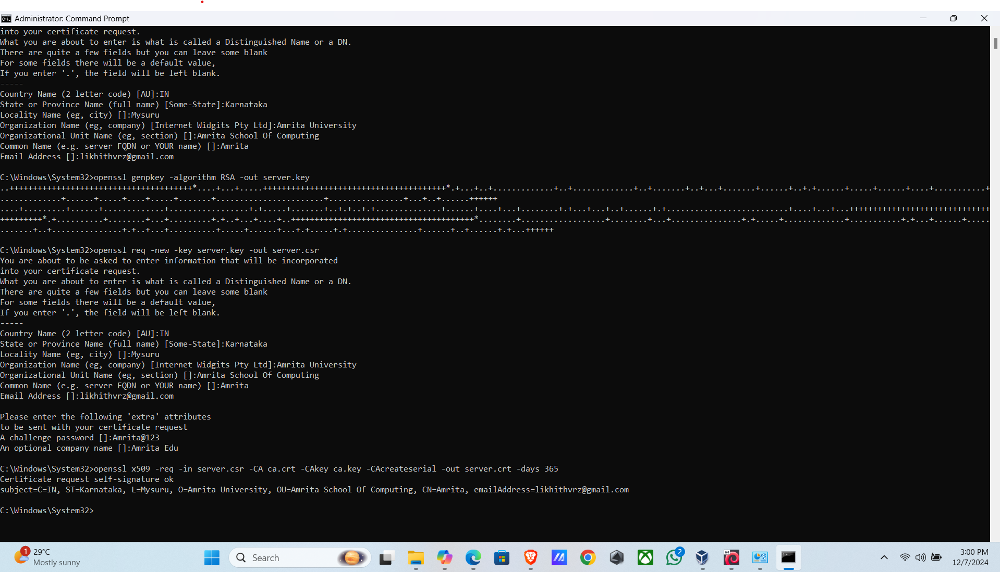 Administrator: Command Prompt
into your certificate request.
What you are about to enter is what is called a Distinguished Name or a DN.
There are quite a few fields but you can leave some blank
For some fields there will be a default value,
If you enter '.', the field will be left blank.
-----
Country Name (2 letter code) [AU]:IN
State or Province Name (full name) [Some-State]:Karnataka
Locality Name (eg, city) []:Mysuru
Organization Name (eg, company) [Internet Widgits Pty Ltd]:Amrita University
Organizational Unit Name (eg, section) []:Amrita School Of Computing
Common Name (e.g. server FQDN or YOUR name) []:Amrita
Email Address []:likhithvrz@gmail.com
C:\Windows\System32>openssl genpkey -algorithm RSA -out server.key
C:\Windows\System32>openssl req -new -key server.key -out server.csr
You are about to be asked to enter information that will be incorporated
into your certificate request.
What you are about to enter is what is called a Distinguished Name or a DN.
There are quite a few fields but you can leave some blank
For some fields there will be a default value,
If you enter '.', the field will be left blank.
-----
Country Name (2 letter code) [AU]:IN
State or Province Name (full name) [Some-State]:Karnataka
Locality Name (eg, city) []:Mysuru
Organization Name (eg, company) [Internet Widgits Pty Ltd]:Amrita University
Organizational Unit Name (eg, section) []:Amrita School Of Computing
Common Name (e.g. server FQDN or YOUR name) []:Amrita
Email Address []:likhithvrz@gmail.com
Please enter the following 'extra' attributes
to be sent with your certificate request
A challenge password []:Amrita@123
An optional company name []:Amrita Edu
C:\Windows\System32>openssl x509 -req -in server.csr -CA ca.crt -CAkey ca.key -CAcreateserial -out server.crt -days 365
Certificate request self-signature ok
subject=C=IN, ST=Karnataka, L=Mysuru, O=Amrita University, OU=Amrita School Of Computing, CN=Amrita, emailAddress=likhithvrz@gmail.com
C:\Windows\System32>
1
29°C
Mostly sunny
Search
2
64
3:00 PM
12/7/2024